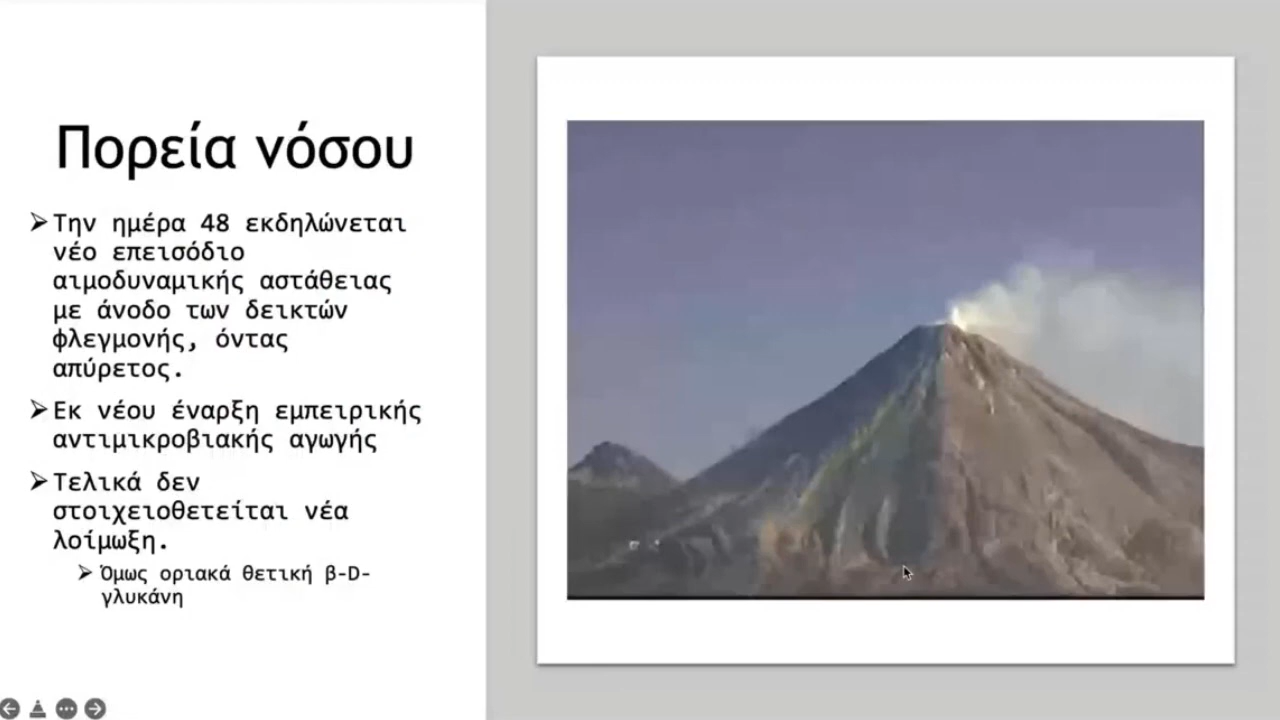 Πορεία νόσου
Την ημέρα 48 εκδηλώνεται
νέο επεισόδιο
αιμοδυναμικής αστάθειας
με άνοδο των δεικτών
φλεγμονής, όντας
απύρετος.
Εκ νέου έναρξη εμπειρικής
αντιμικροβιακής αγωγής
Τελικά δεν
στοιχειοθετείται νέα
λοίμωξη.
Όμως οριακά θετική β-D-
γλυκάνη